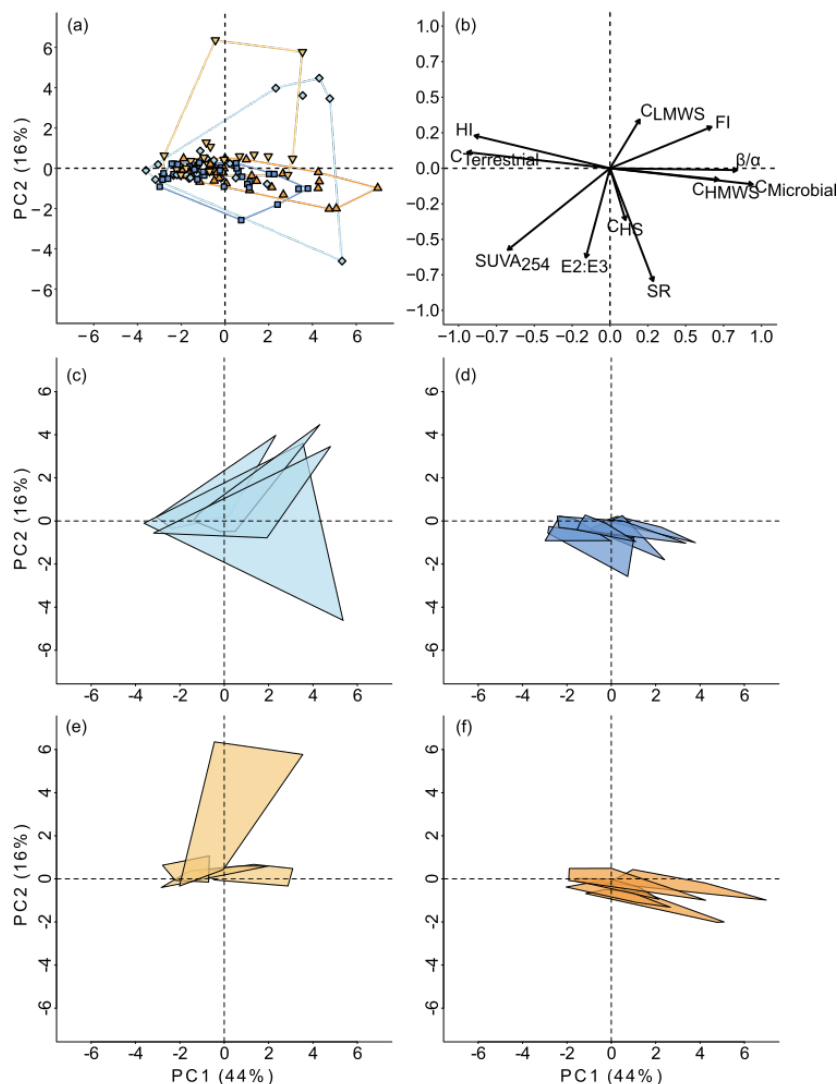 (a)
6
4
2
0
−2
−4
−6
PC2 (16%)
−6 −4 −2 0 2 4 6
(b)
1.0
0.7
0.5
0.2
0.0
−0.2
−0.5
−0.7
−1.0
CLMWS
HI
FI
CTerrestrial
β/α
CHMWS
CMicrobial
CHS
SUVA254
E2:E3
SR
−1.0 −0.7 −0.5 −0.2 0.0 0.2 0.5 0.7 1.0
(c)
6
4
2
0
-2
-4
-6
PC2 (16%)
-6 -4 -2 0 2 4 6
(d)
6
4
2
0
-2
-4
-6
-6 -4 -2 0 2 4 6
(e)
6
4
2
0
-2
-4
-6
PC2 (16%)
-6 -4 -2 0 2 4 6
PC1 (44%)
(f)
6
4
2
0
-2
-4
-6
-6 -4 -2 0 2 4 6
PC1 (44%)